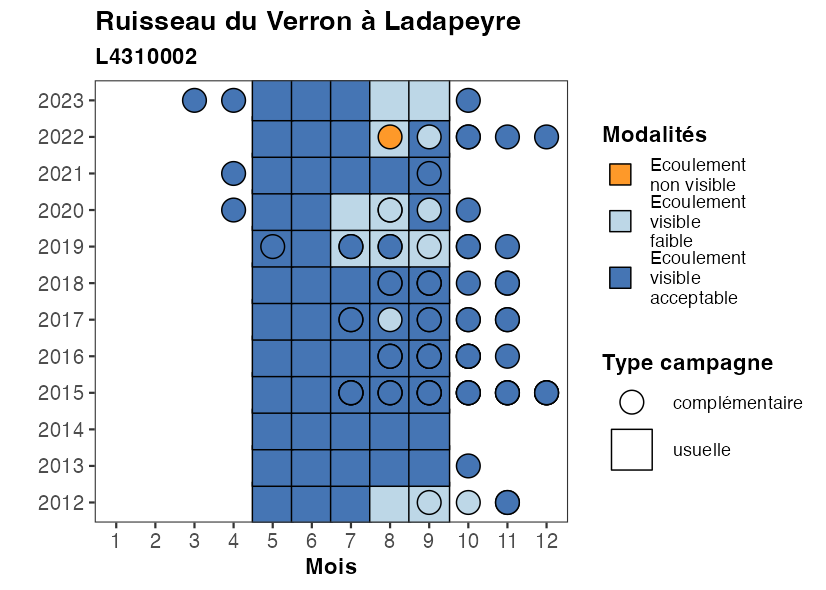 Ruisseau du Verron à Ladapeyre
L4310002
2023
2022
2021
2020
2019
2018
2017
2016
2015
2014
2013
2012
1 2 3 4 5 6 7 8 9 10 11 12
Mois
Modalités
Ecoulement
non visible
Ecoulement
visible
faible
Ecoulement
visible
acceptable
Type campagne
complémentaire
usuelle